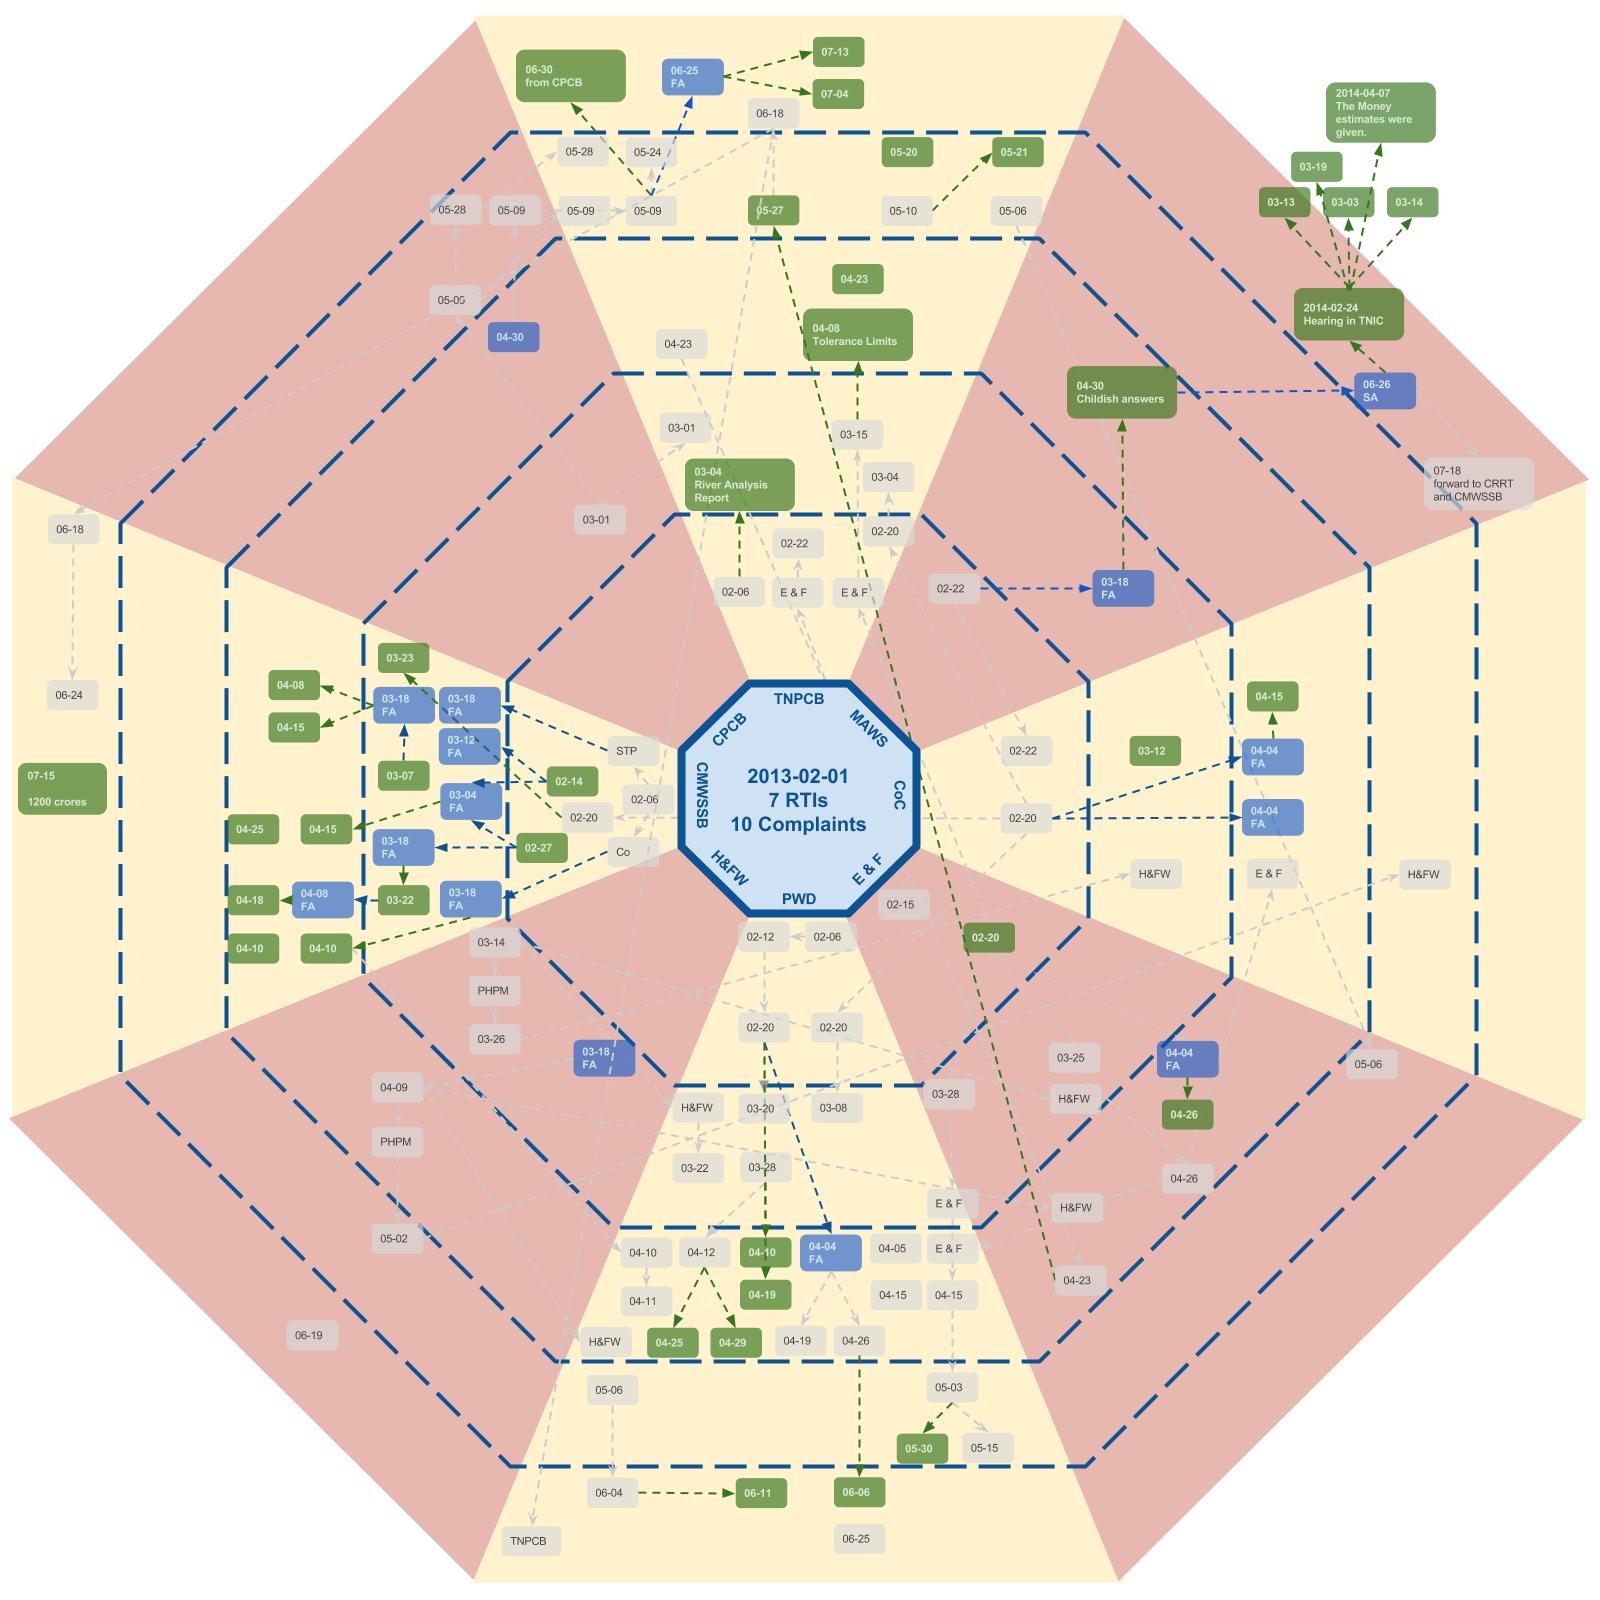 06-30
from CPCB
06-25
FA
07-13
07-04
06-18
2014-04-07
The Money
estimates were
given.
05-28
05-24
05-20
05-21
03-19
05-28
05-09
05-09
05-09
05-27
05-10
05-06
03-13
03-03
03-14
04-23
05-09
04-30
04-08
Tolerance Limits
2014-02-24
Hearing in TNIC
04-23
04-30
Childish answers
06-26
SA
03-01
03-15
03-04
River Analysis
Report
03-04
07-18
forward to CRRT
and CMWSSB
06-18
03-01
02-22
02-20
02-06
E & F
E & F
02-22
03-18
FA
03-23
04-08
03-18
FA
03-18
FA
04-15
06-24
04-15
TNPCB
CPCB
MAWS
CMWSSB
CoC
2013-02-01
7 RTIs
10 Complaints
H&FW
E & F
PWD
STP
03-12
FA
02-22
03-12
04-04
FA
07-15
1200 crores
03-07
02-14
03-04
FA
02-06
02-20
02-20
04-04
FA
04-25
04-15
03-18
FA
02-27
Co
H&FW
E & F
H&FW
04-18
04-08
FA
03-22
03-18
FA
02-15
04-10
04-10
03-14
02-12
02-06
02-20
PHPM
03-26
02-20
02-20
03-18
FA
03-25
04-04
FA
05-06
04-09
H&FW
03-20
03-08
03-28
H&FW
04-26
PHPM
03-22
03-28
04-26
E & F
H&FW
05-02
04-10
04-12
04-10
04-04
FA
04-05
E & F
04-23
04-11
04-19
04-15
04-15
06-19
H&FW
04-25
04-29
04-19
04-26
05-06
05-03
05-30
05-15
06-04
06-11
06-06
TNPCB
06-25